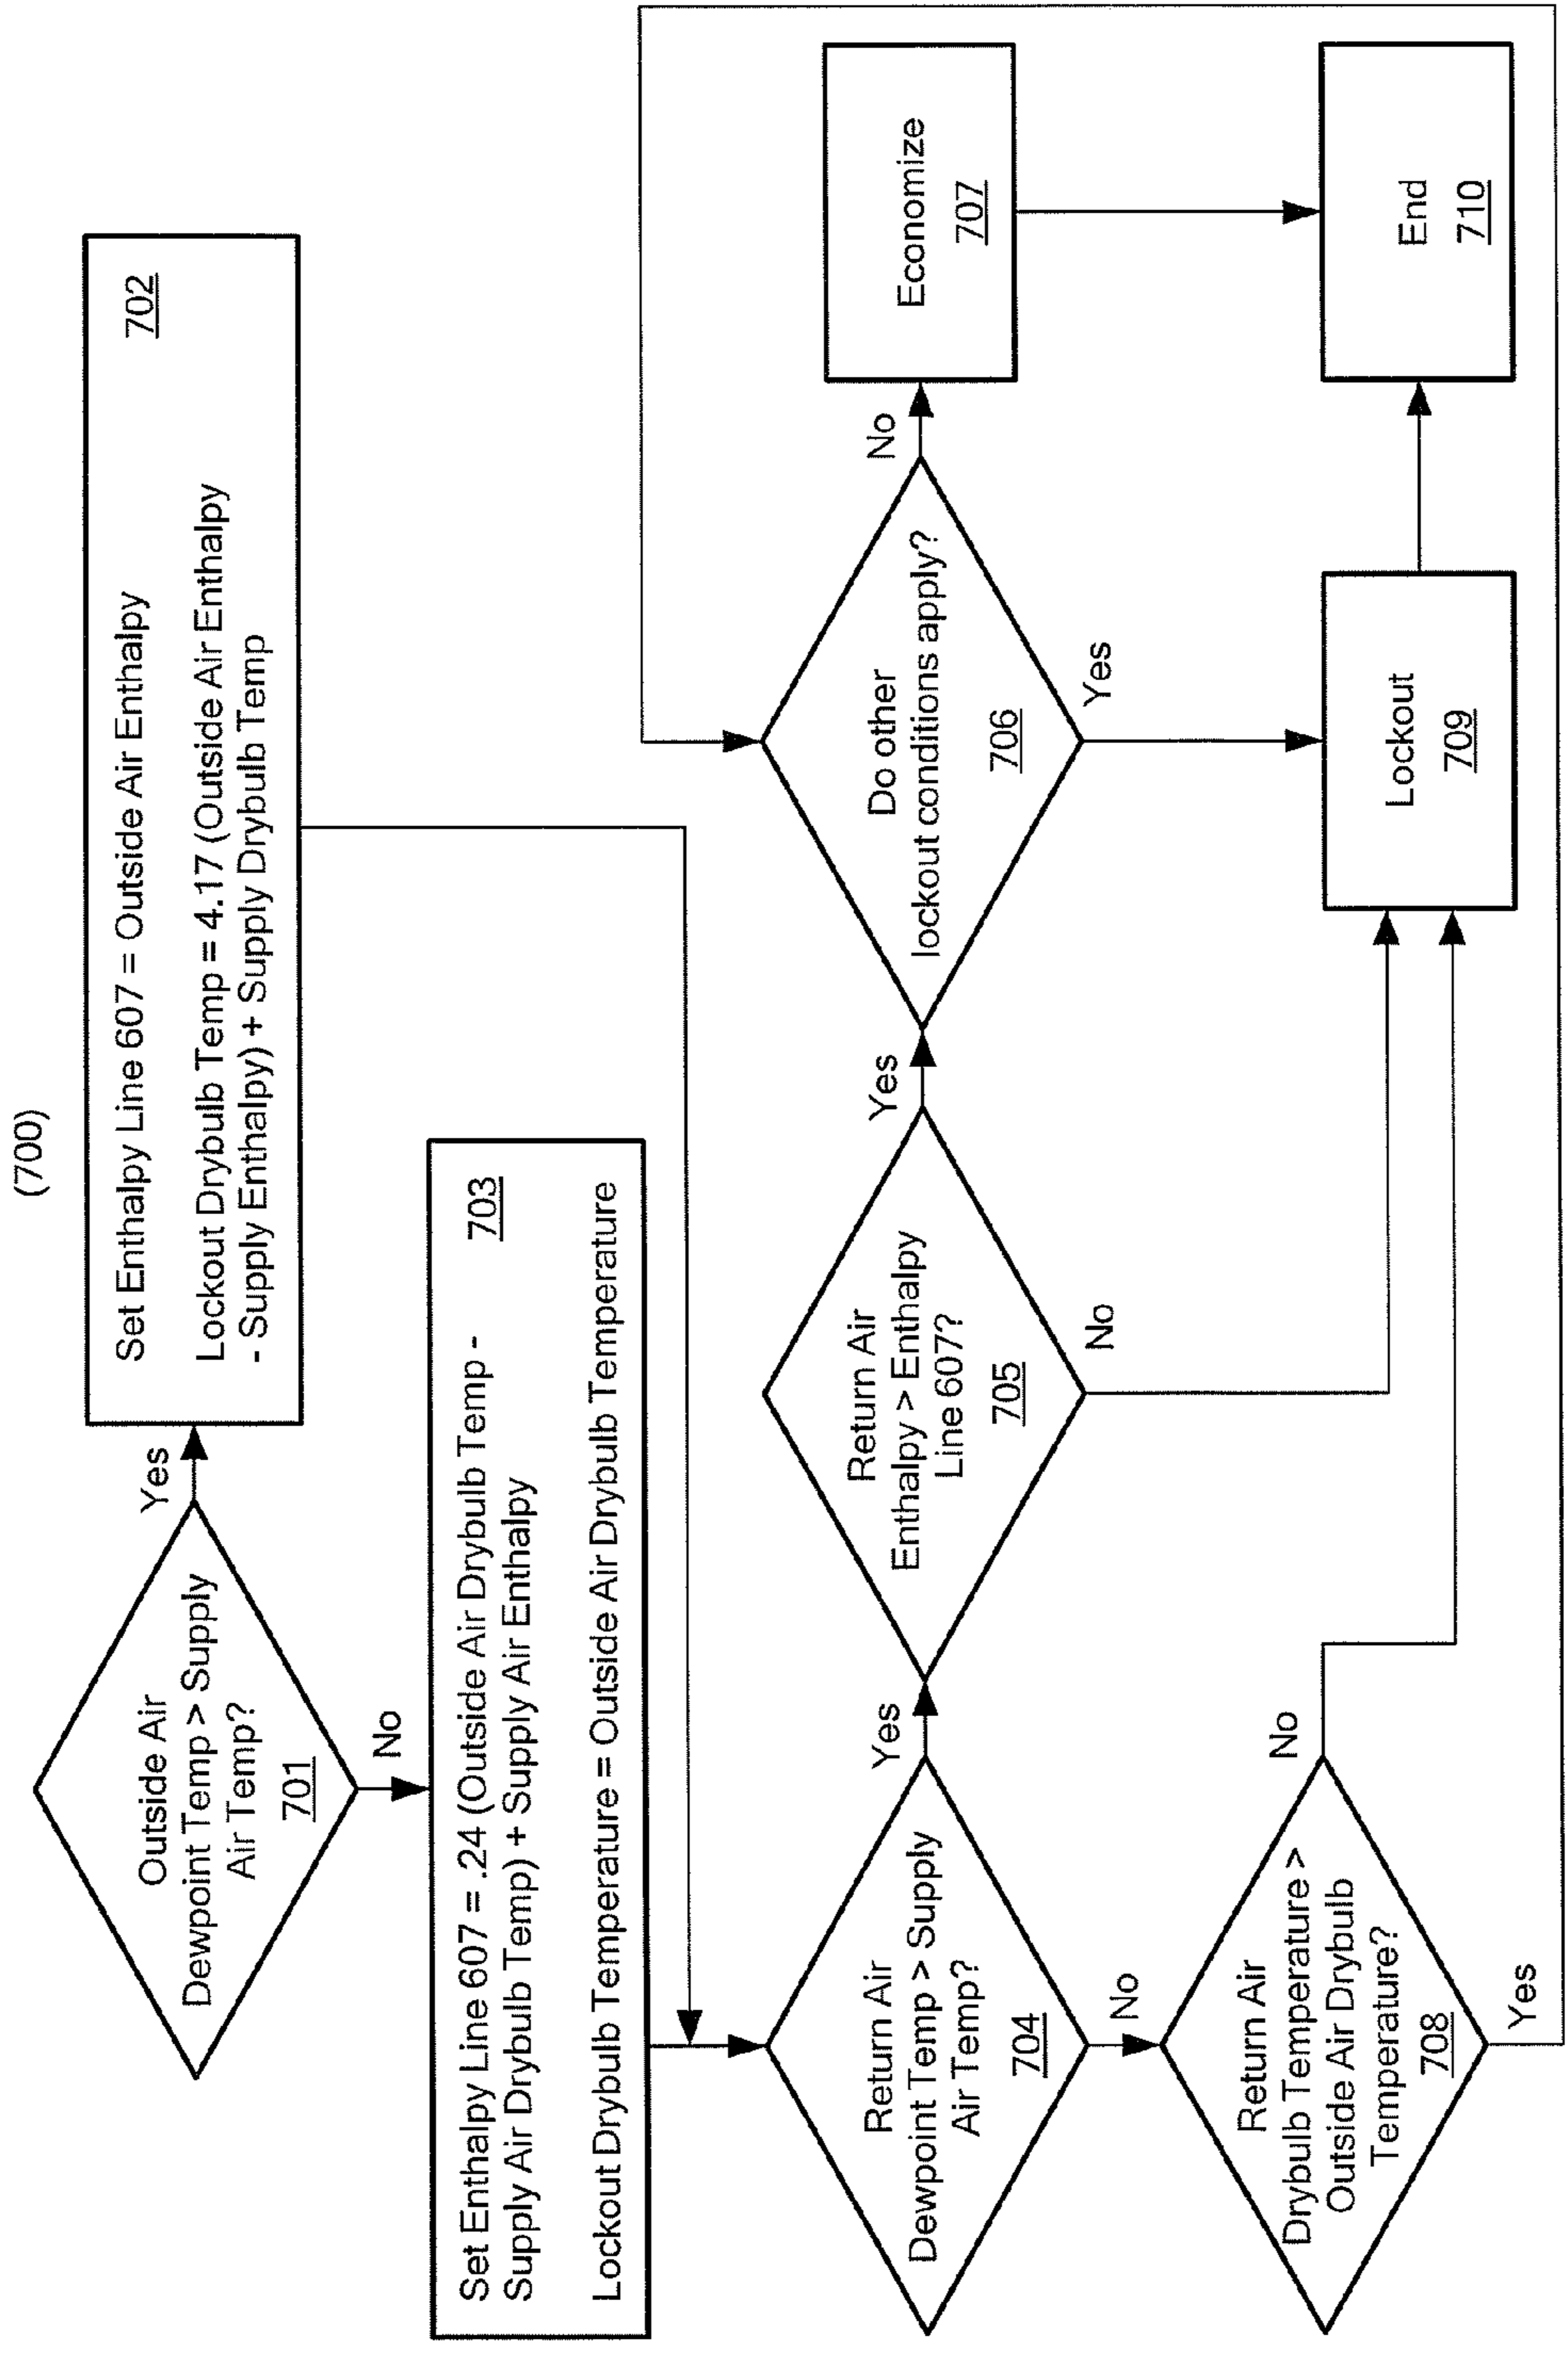 (700)
Outside Air
Dewpoint Temp > Supply
Air Temp?
701
Yes
No
Set Enthalpy Line 607 = Outside Air Enthalpy
702
Lockout Drybulb Temp = 4.17 (Outside Air Enthalpy
- Supply Enthalpy) + Supply Drybulb Temp
703
Set Enthalpy Line 607 = .24 (Outside Air Drybulb Temp -
Supply Air Drybulb Temp) + Supply Air Enthalpy
Lockout Drybulb Temperature = Outside Air Drybulb Temperature
Return Air
Dewpoint Temp > Supply
Air Temp?
704
Yes
No
Return Air
Enthalpy > Enthalpy
Line 607?
705
Yes
No
Do other
lockout conditions apply?
706
No
Yes
Economize
707
Return Air
Drybulb Temperature >
Outside Air Drybulb
Temperature?
708
No
Yes
Lockout
709
End
710